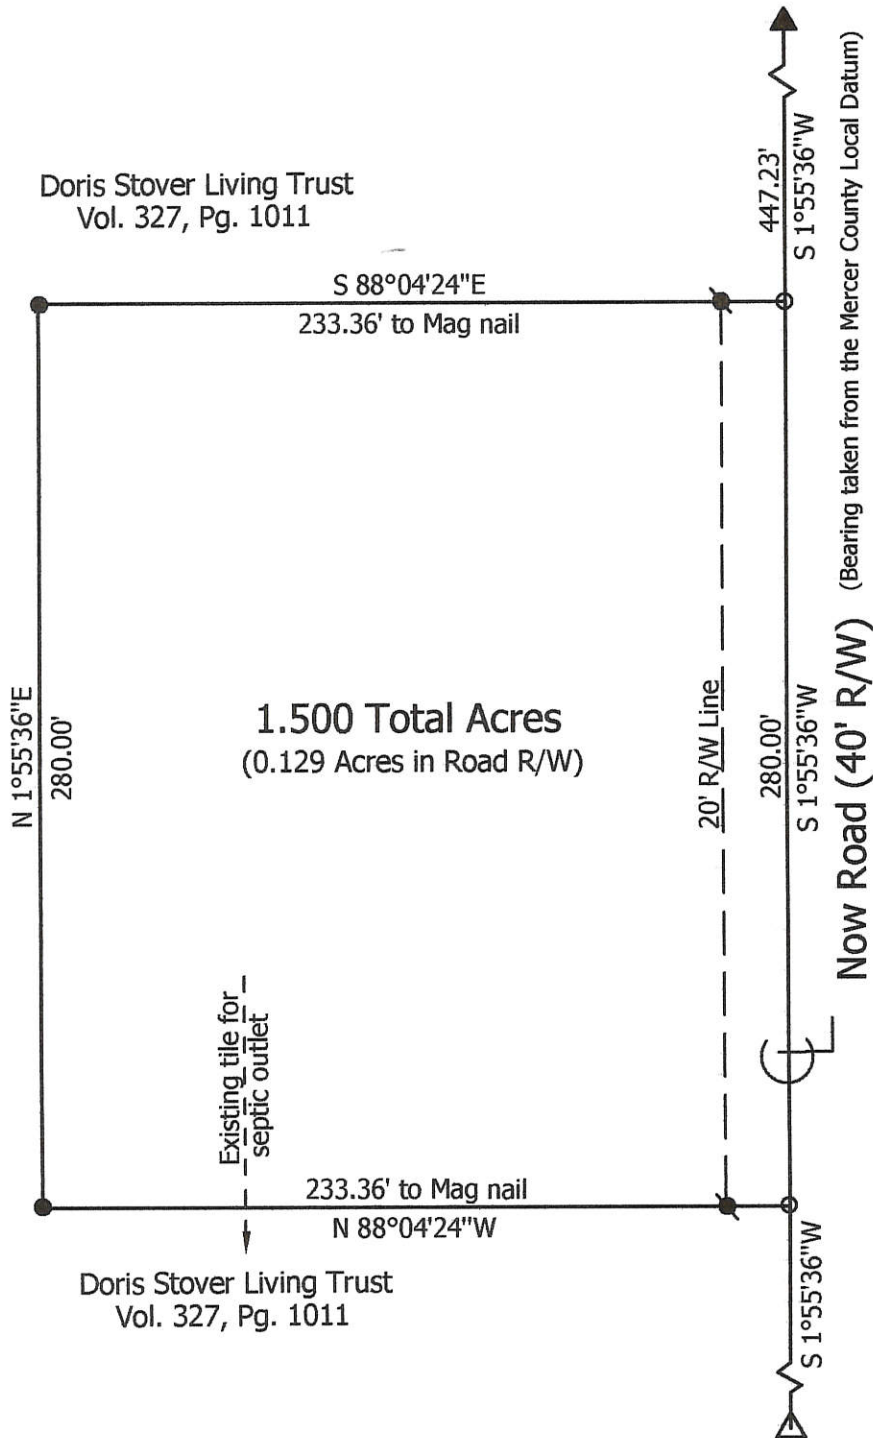 Doris Stover Living Trust
Vol. 327, Pg. 1011
447.23'
S 1°55'36"W
(Bearing taken from the Mercer County Local Datum)
S 88°04'24"E
233.36' to Mag nail
N 1°55'36"E
280.00'
1.500 Total Acres
(0.129 Acres in Road R/W)
20' R/W Line
280.00'
S 1°55'36"W
Now Road (40' R/W)
Existing tile for
septic outlet
233.36' to Mag nail
N 88°04'24"W
Doris Stover Living Trust
Vol. 327, Pg. 1011
S 1°55'36"W